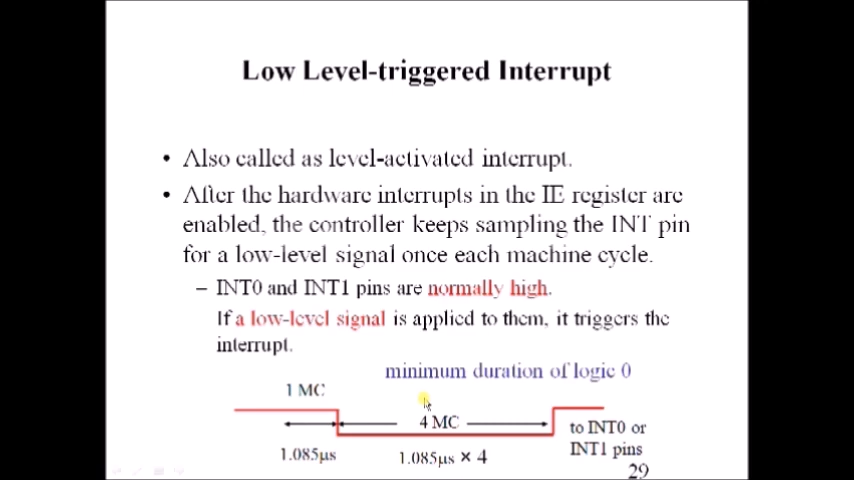 Low Level-triggered Interrupt
• Also called as level-activated interrupt.
• After the hardware interrupts in the IE register are
enabled, the controller keeps sampling the INT pin
for a low-level signal once each machine cycle.
– INT0 and INT1 pins are normally high.
If a low-level signal is applied to them, it triggers the
interrupt.
minimum duration of logic 0
1 MC
4 MC
to INT0 or
INT1 pins
1.085μs
1.085μs × 4
29